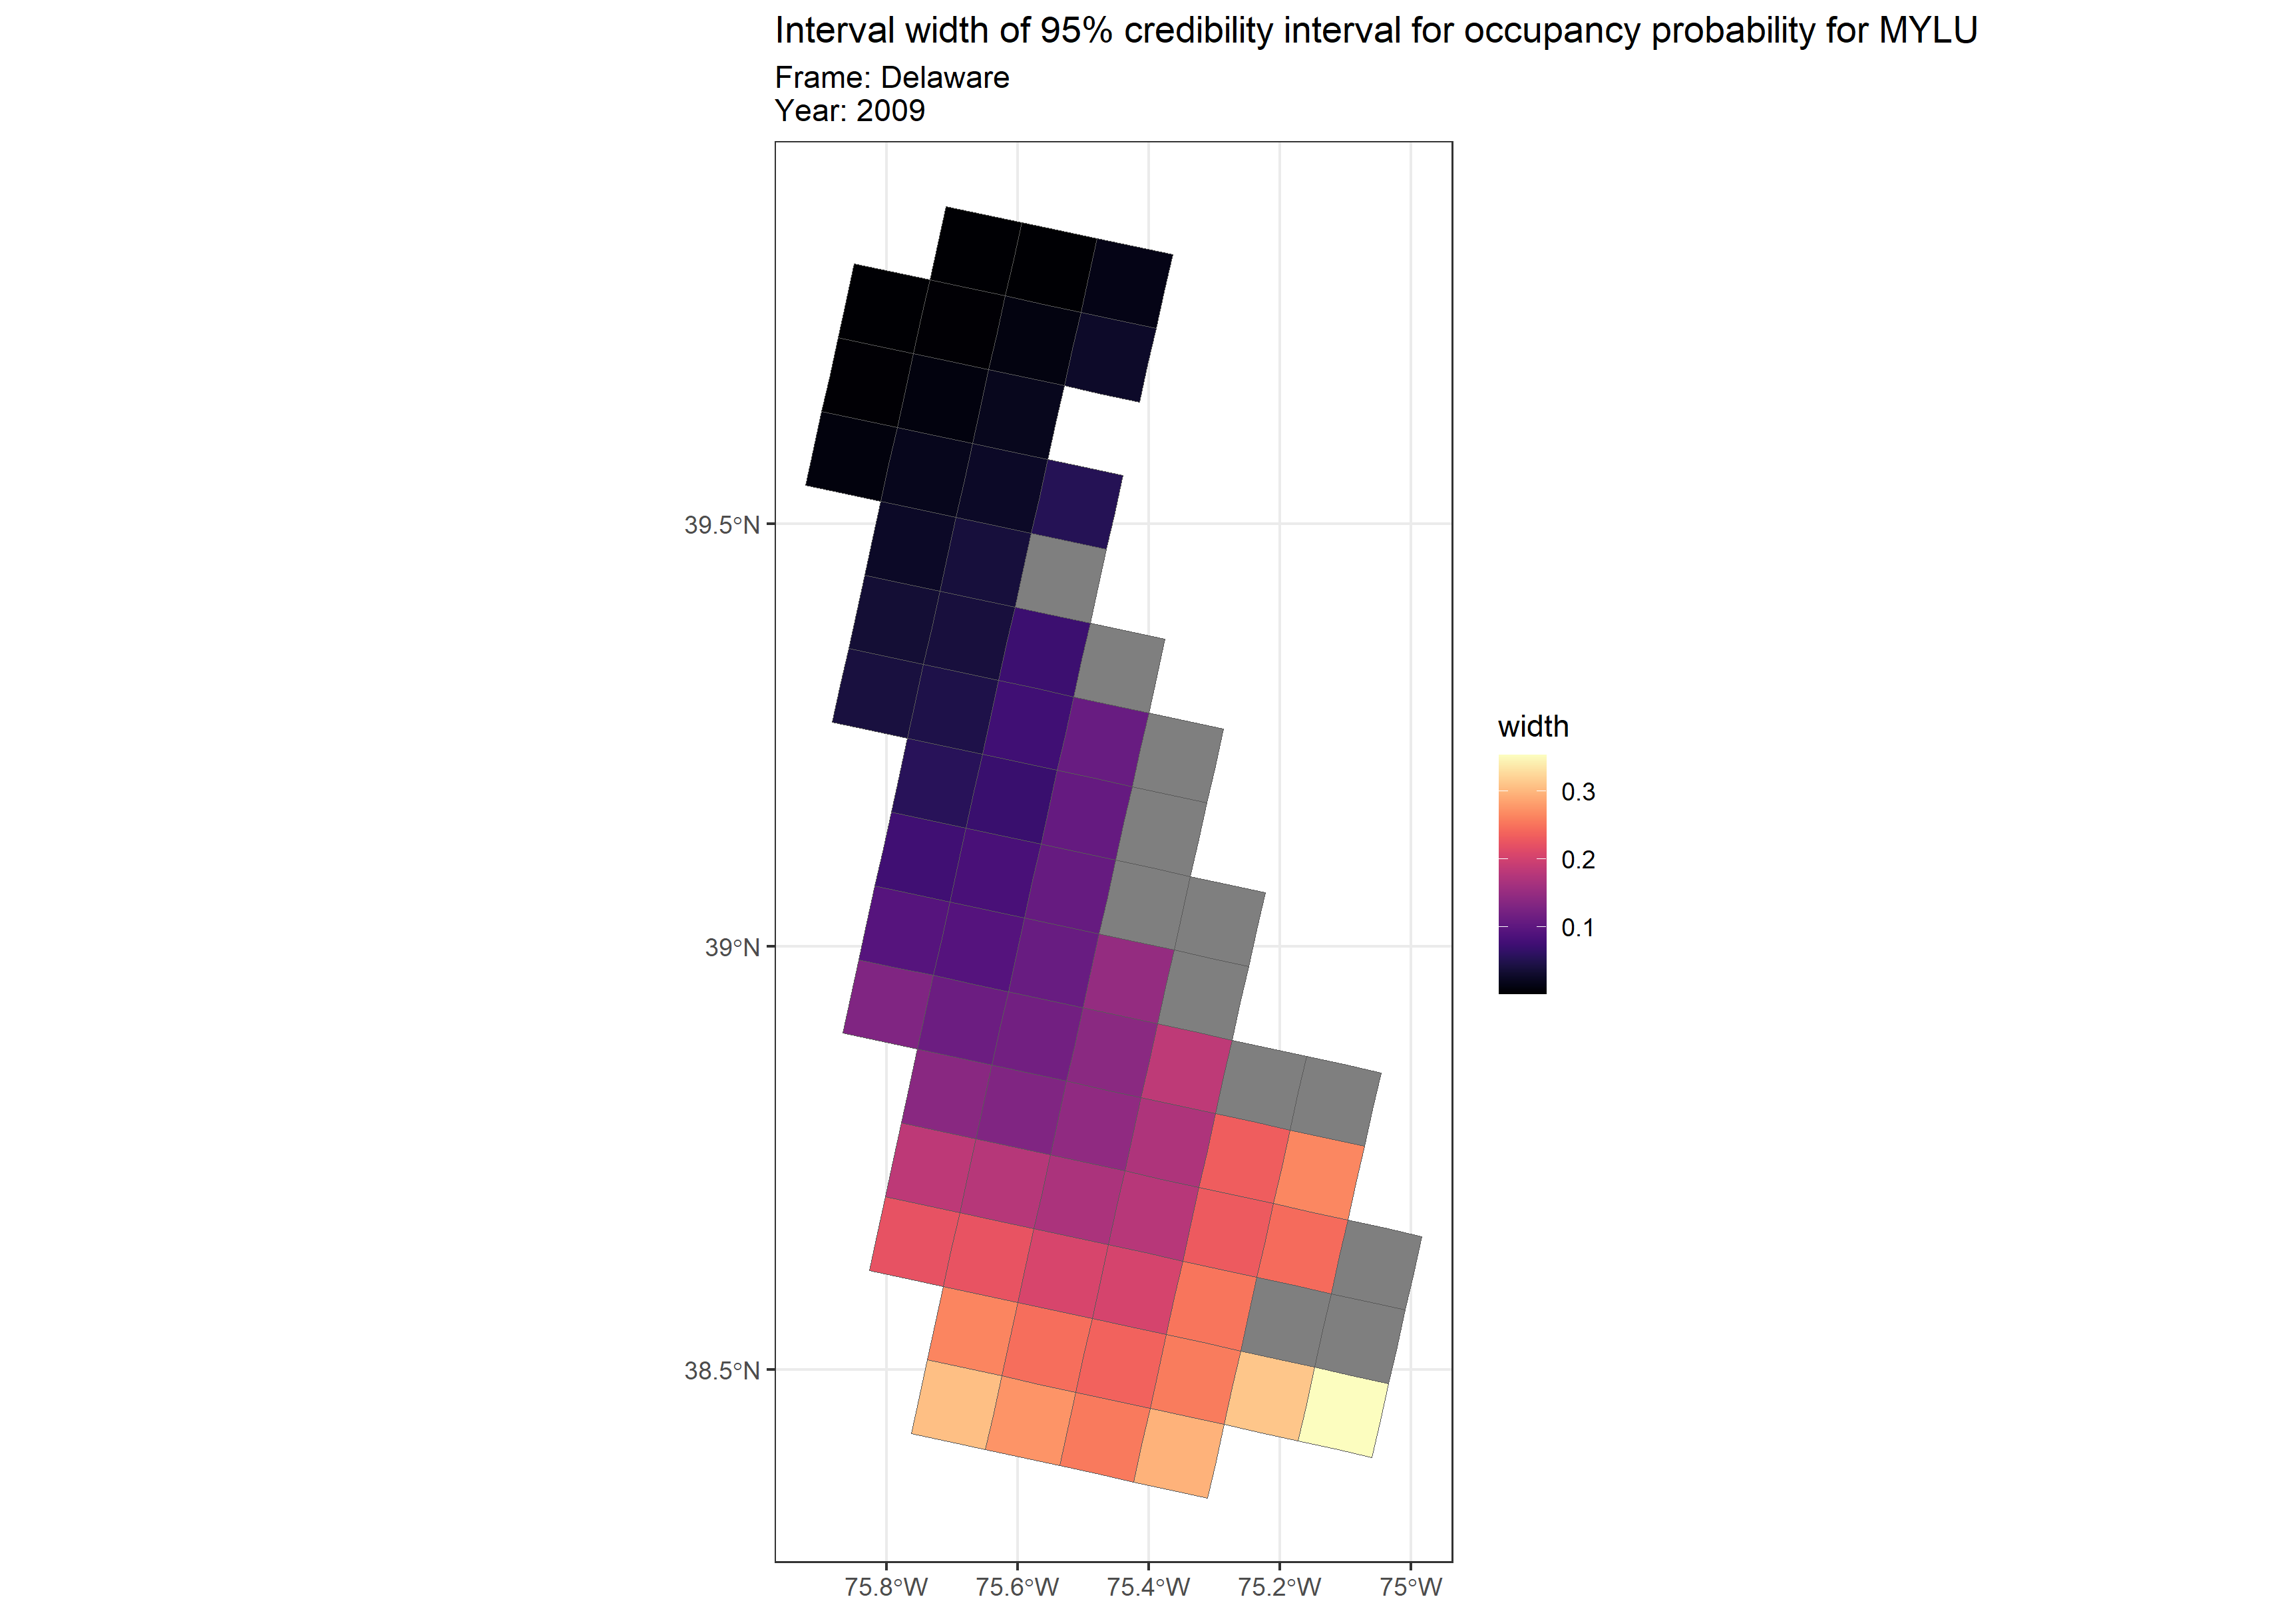 Interval width of 95% credibility interval for occupancy probability for MYLU
Frame: Delaware
Year: 2009
39.5°N
39°N
38.5°N
75.8°W
75.6°W
75.4°W
75.2°W
75°W
width
0.3
0.2
0.1